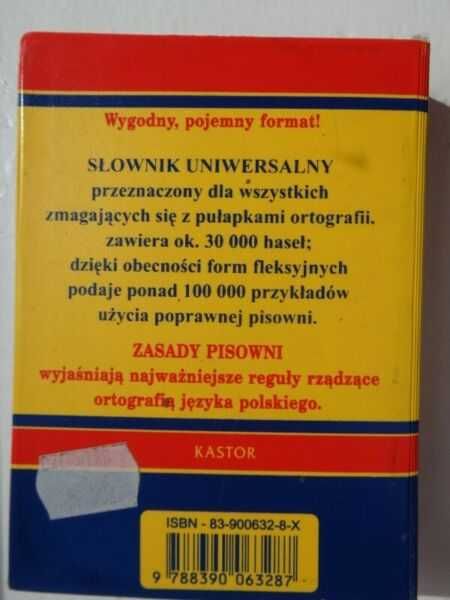 Wygodny, pojemny format!
SŁOWNIK UNIWERSALNY
przeznaczony dla wszystkich
zmagających się z pułapkami ortografii.
zawiera ok. 30 000 haseł;
dzięki obecności form fleksyjnych
podaje ponad 100 000 przykładów
użycia poprawnej pisowni.
ZASADY PISOWNI
wyjaśniają najważniejsze reguły rządzące
ortografią języka polskiego.
KASTOR
ISBN - 83-900632-8-X
9 788390 063287